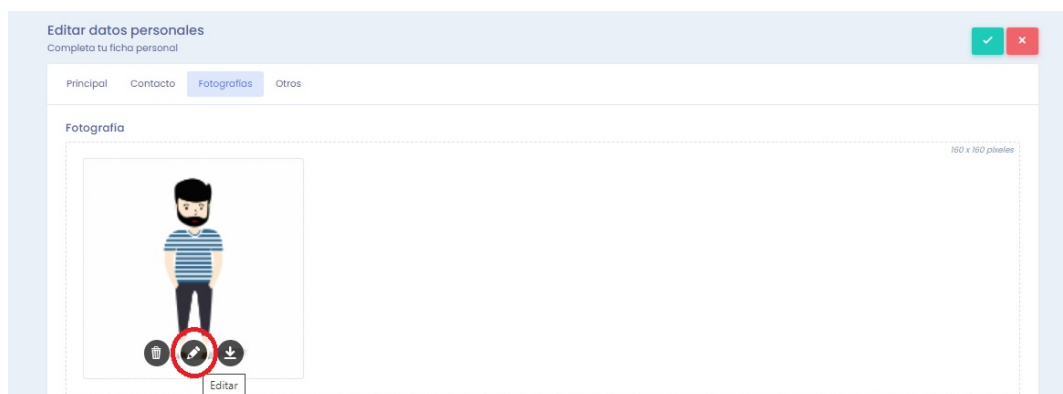 Editar datos personales
Completa tu ficha personal
Principal Contacto Fotografías Otros
Fotografía
160 x 160 píxeles
Editar